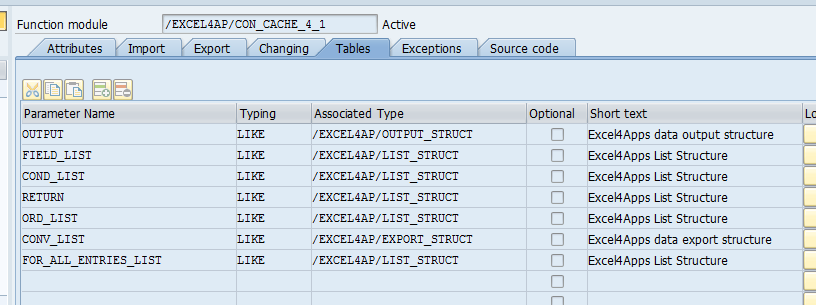 Function module /EXCEL4AP/CON_CACHE_4_1 Active
Attributes Import Export Changing Tables Exceptions Source code
Parameter Name Typing Associated Type Optional Short text Lo
OUTPUT LIKE /EXCEL4AP/OUTPUT_STRUCT Excel4Apps data output structure
FIELD_LIST LIKE /EXCEL4AP/LIST_STRUCT Excel4Apps List Structure
COND_LIST LIKE /EXCEL4AP/LIST_STRUCT Excel4Apps List Structure
RETURN LIKE /EXCEL4AP/LIST_STRUCT Excel4Apps List Structure
ORD_LIST LIKE /EXCEL4AP/LIST_STRUCT Excel4Apps List Structure
CONV_LIST LIKE /EXCEL4AP/EXPORT_STRUCT Excel4Apps data export structure
FOR_ALL_ENTRIES_LIST LIKE /EXCEL4AP/LIST_STRUCT Excel4Apps List Structure